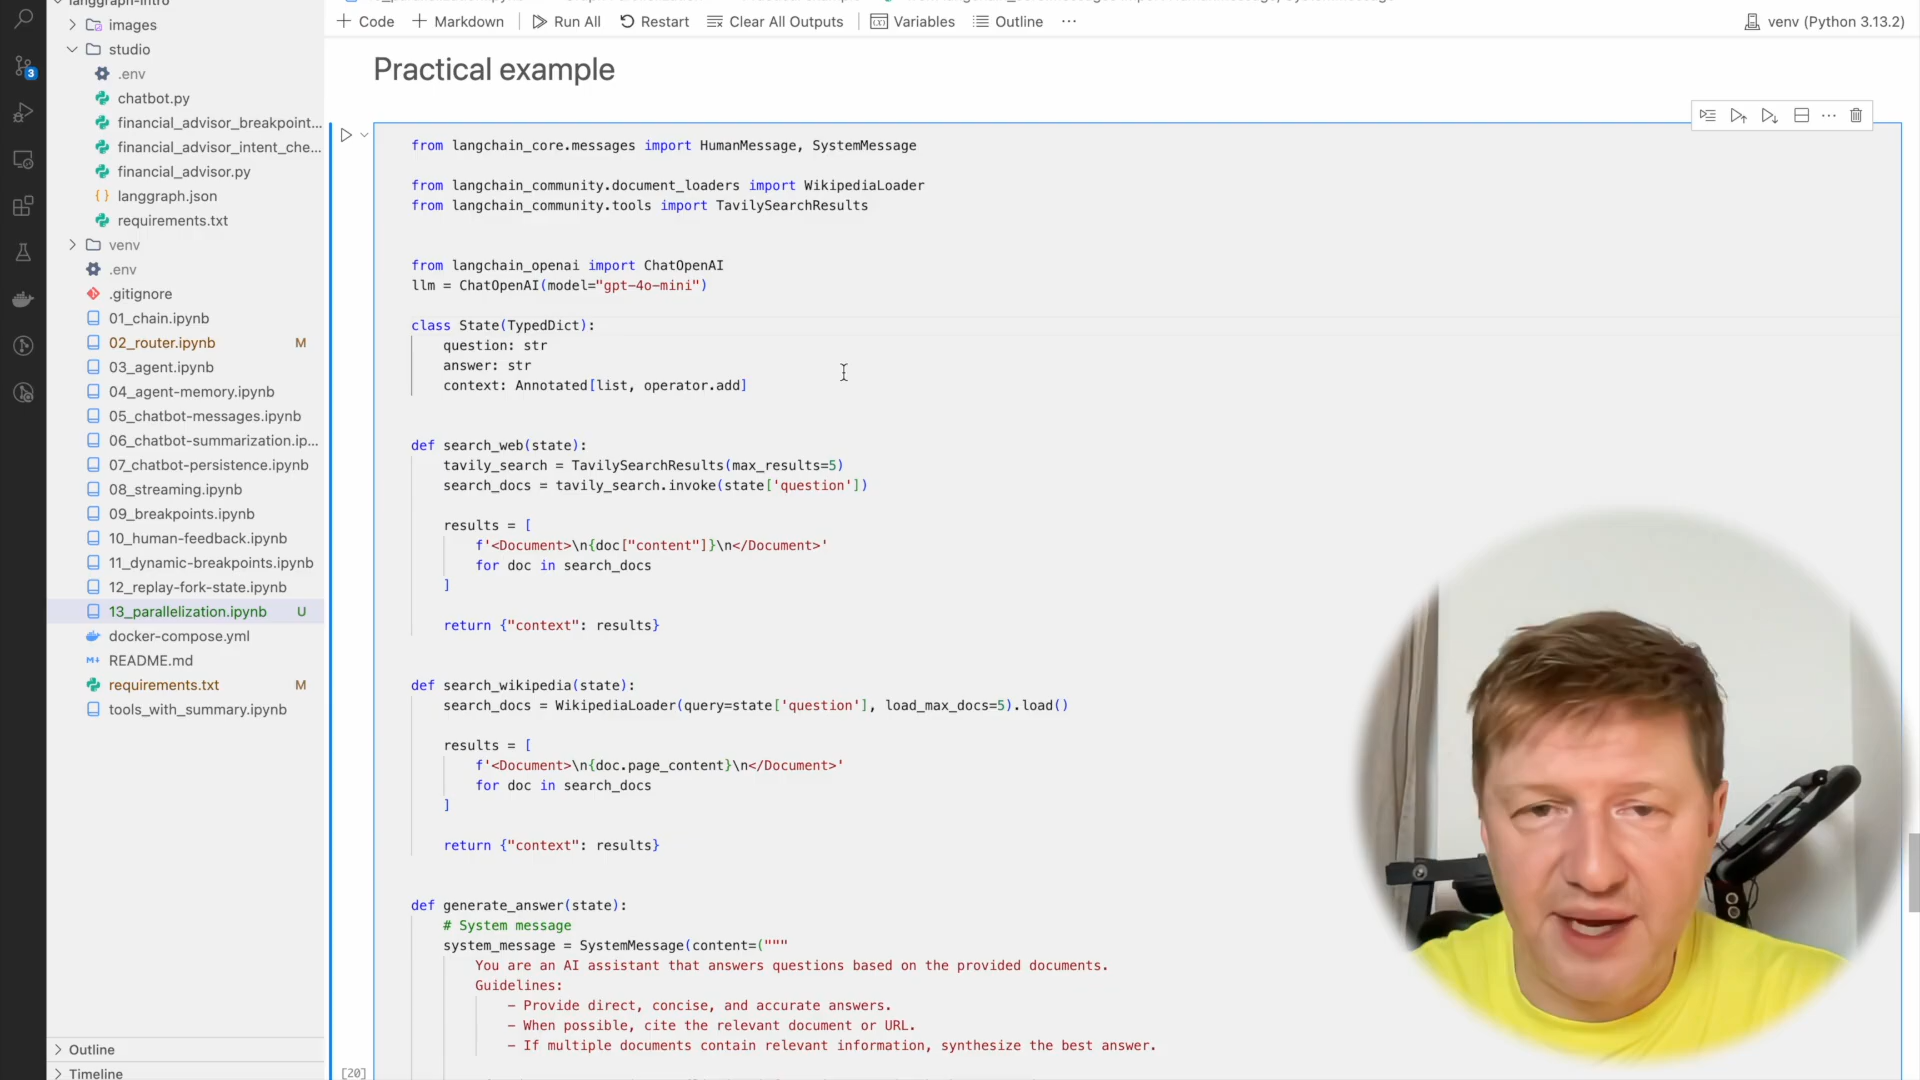 langgraph-intro
images
studio
.env
chatbot.py
financial_advisor_breakpoint...
financial_advisor_intent_che...
financial_advisor.py
langgraph.json
requirements.txt
venv
.env
.gitignore
01_chain.ipynb
02_router.ipynb M
03_agent.ipynb
04_agent-memory.ipynb
05_chatbot-messages.ipynb
06_chatbot-summarization.ip...
07_chatbot-persistence.ipynb
08_streaming.ipynb
09_breakpoints.ipynb
10_human-feedback.ipynb
11_dynamic-breakpoints.ipynb
12_replay-fork-state.ipynb
13_parallelization.ipynb U
docker-compose.yml
README.md
requirements.txt M
tools_with_summary.ipynb
Outline
Timeline
3
Code Markdown Run All Restart Clear All Outputs Variables Outline ... venv (Python 3.13.2)
Practical example
from langchain_core.messages import HumanMessage, SystemMessage
from langchain_community.document_loaders import WikipediaLoader
from langchain_community.tools import TavilySearchResults
from langchain_openai import ChatOpenAI
llm = ChatOpenAI(model="gpt-4o-mini")
class State(TypedDict):
question: str
answer: str
context: Annotated[list, operator.add]
def search_web(state):
tavily_search = TavilySearchResults(max_results=5)
search_docs = tavily_search.invoke(state['question'])
results = [
f'<Document>\n{doc["content"]}\n</Document>'
for doc in search_docs
]
return {"context": results}
def search_wikipedia(state):
search_docs = WikipediaLoader(query=state['question'], load_max_docs=5).load()
results = [
f'<Document>\n{doc.page_content}\n</Document>'
for doc in search_docs
]
return {"context": results}
def generate_answer(state):
# System message
system_message = SystemMessage(content=("""
You are an AI assistant that answers questions based on the provided documents.
Guidelines:
- Provide direct, concise, and accurate answers.
- When possible, cite the relevant document or URL.
- If multiple documents contain relevant information, synthesize the best answer.
[20]